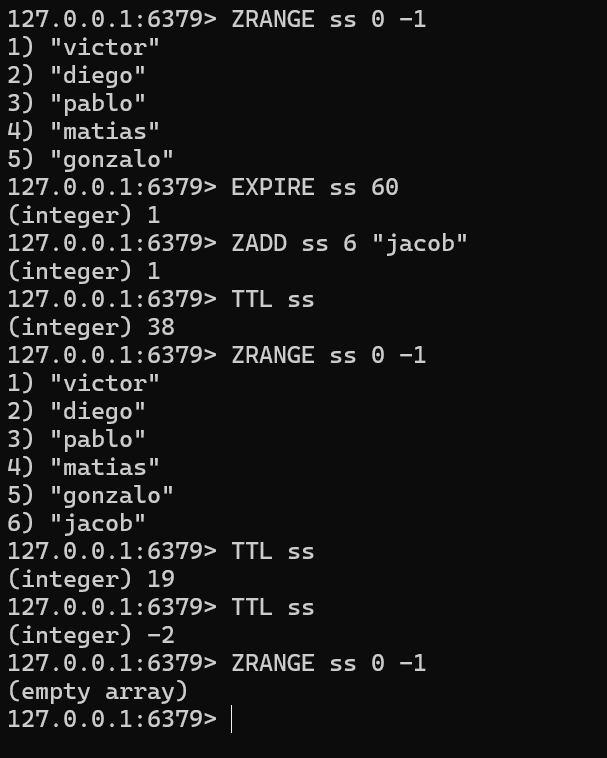 127.0.0.1:6379> ZRANGE ss 0 -1
1) "victor"
2) "diego"
3) "pablo"
4) "matias"
5) "gonzalo"
127.0.0.1:6379> EXPIRE ss 60
(integer) 1
127.0.0.1:6379> ZADD ss 6 "jacob"
(integer) 1
127.0.0.1:6379> TTL ss
(integer) 38
127.0.0.1:6379> ZRANGE ss 0 -1
1) "victor"
2) "diego"
3) "pablo"
4) "matias"
5) "gonzalo"
6) "jacob"
127.0.0.1:6379> TTL ss
(integer) 19
127.0.0.1:6379> TTL ss
(integer) -2
127.0.0.1:6379> ZRANGE ss 0 -1
(empty array)
127.0.0.1:6379>